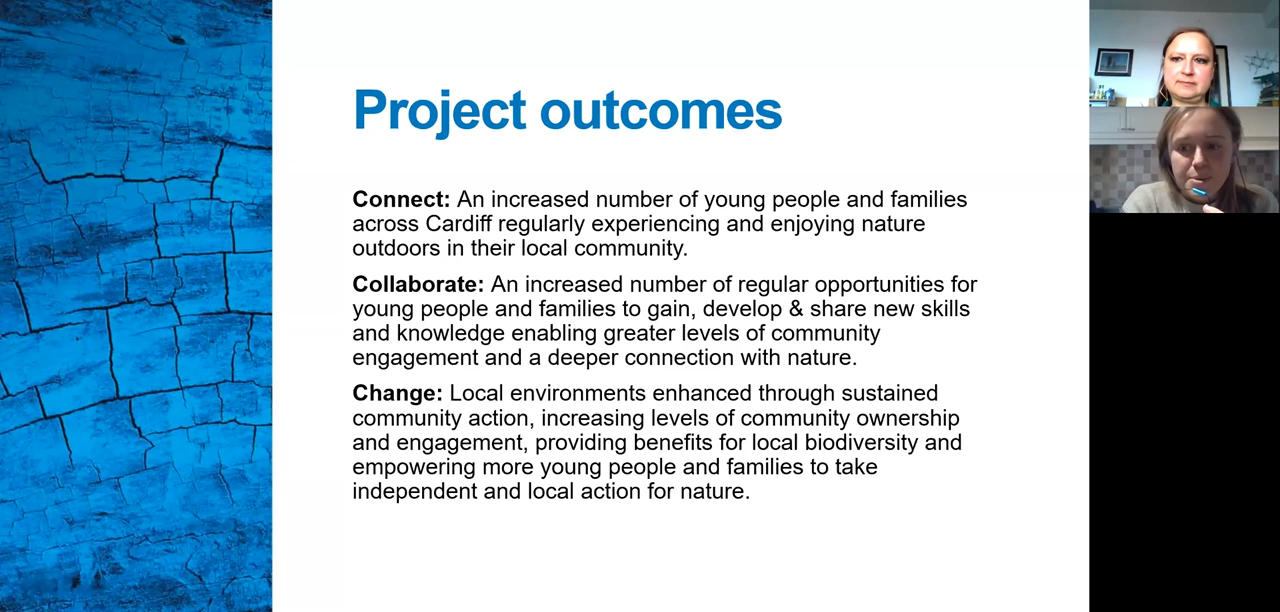 Project outcomes
Connect: An increased number of young people and families
across Cardiff regularly experiencing and enjoying nature
outdoors in their local community.
Collaborate: An increased number of regular opportunities for
young people and families to gain, develop & share new skills
and knowledge enabling greater levels of community
engagement and a deeper connection with nature.
Change: Local environments enhanced through sustained
community action, increasing levels of community ownership
and engagement, providing benefits for local biodiversity and
empowering more young people and families to take
independent and local action for nature.